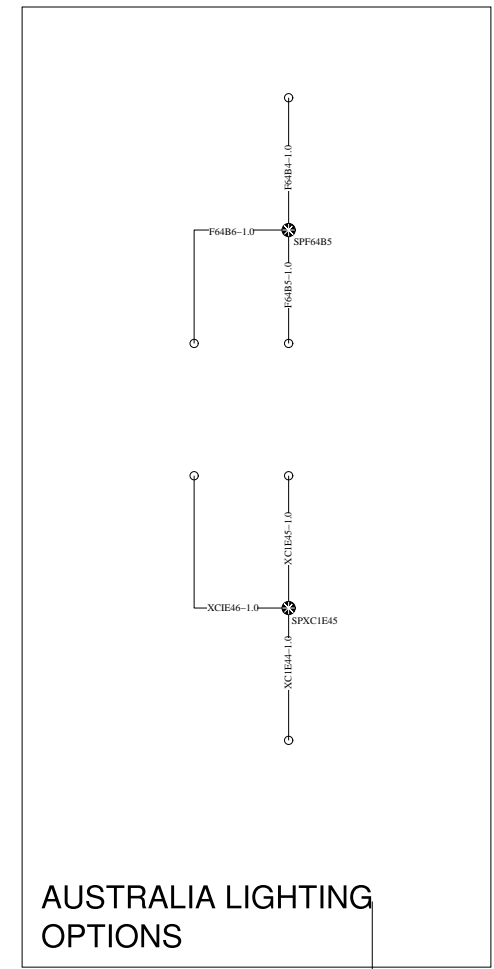 F64B4-1.0
F64B6-1.0
SPF64B5
F64B5-1.0
XC1E45-1.0
XCIE46-1.0
SPXC1E45
XC1E44-1.0
AUSTRALIA LIGHTING
OPTIONS